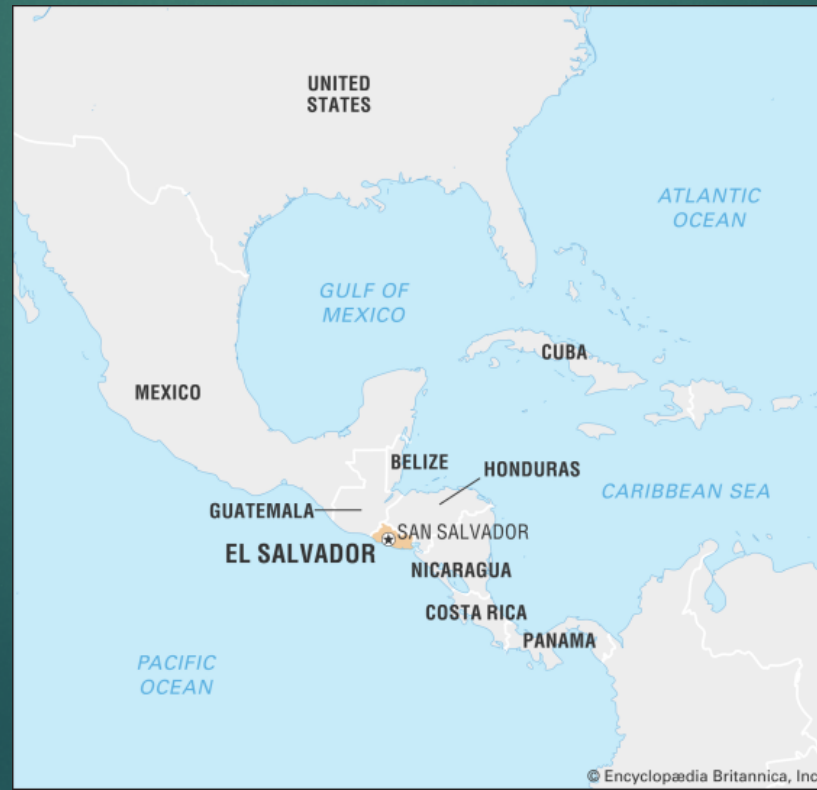 UNITED
STATES
ATLANTIC
OCEAN
GULF OF
MEXICO
CUBA
MEXICO
BELIZE
HONDURAS
CARIBBEAN SEA
GUATEMALA
SAN SALVADOR
EL SALVADOR
NICARAGUA
COSTA RICA
PANAMA
PACIFIC
OCEAN
© Encyclopædia Britannica, Inc